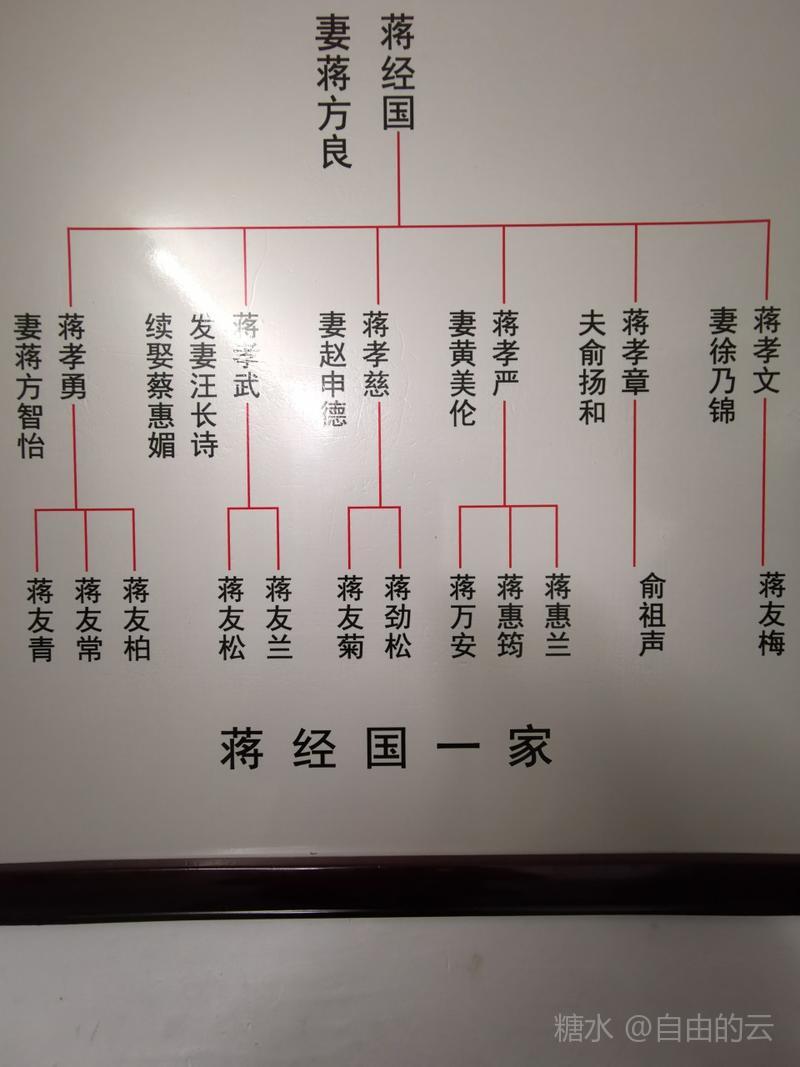 蒋经国
妻蒋方良
蒋孝文
妻徐乃锦
蒋孝章
夫俞扬和
蒋孝严
妻黄美伦
蒋孝慈
妻赵申德
蒋孝武
发妻汪长诗
续娶蔡惠媚
蒋孝勇
妻蒋方智怡
蒋友梅
俞祖声
蒋惠兰
蒋惠筠
蒋万安
蒋劲松
蒋友菊
蒋友兰
蒋友松
蒋友柏
蒋友常
蒋友青
蒋经国一家
糖水 @自由的云